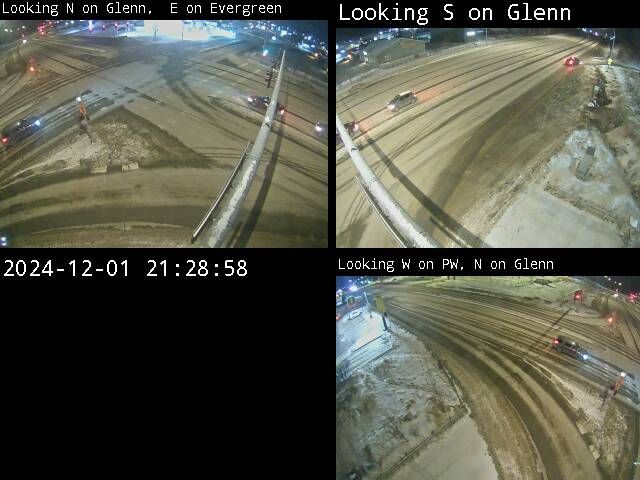 Looking N on Glenn,  E on Evergreen
Looking S on Glenn
2024-12-01 21:28:58
Looking W on PW, N on Glenn